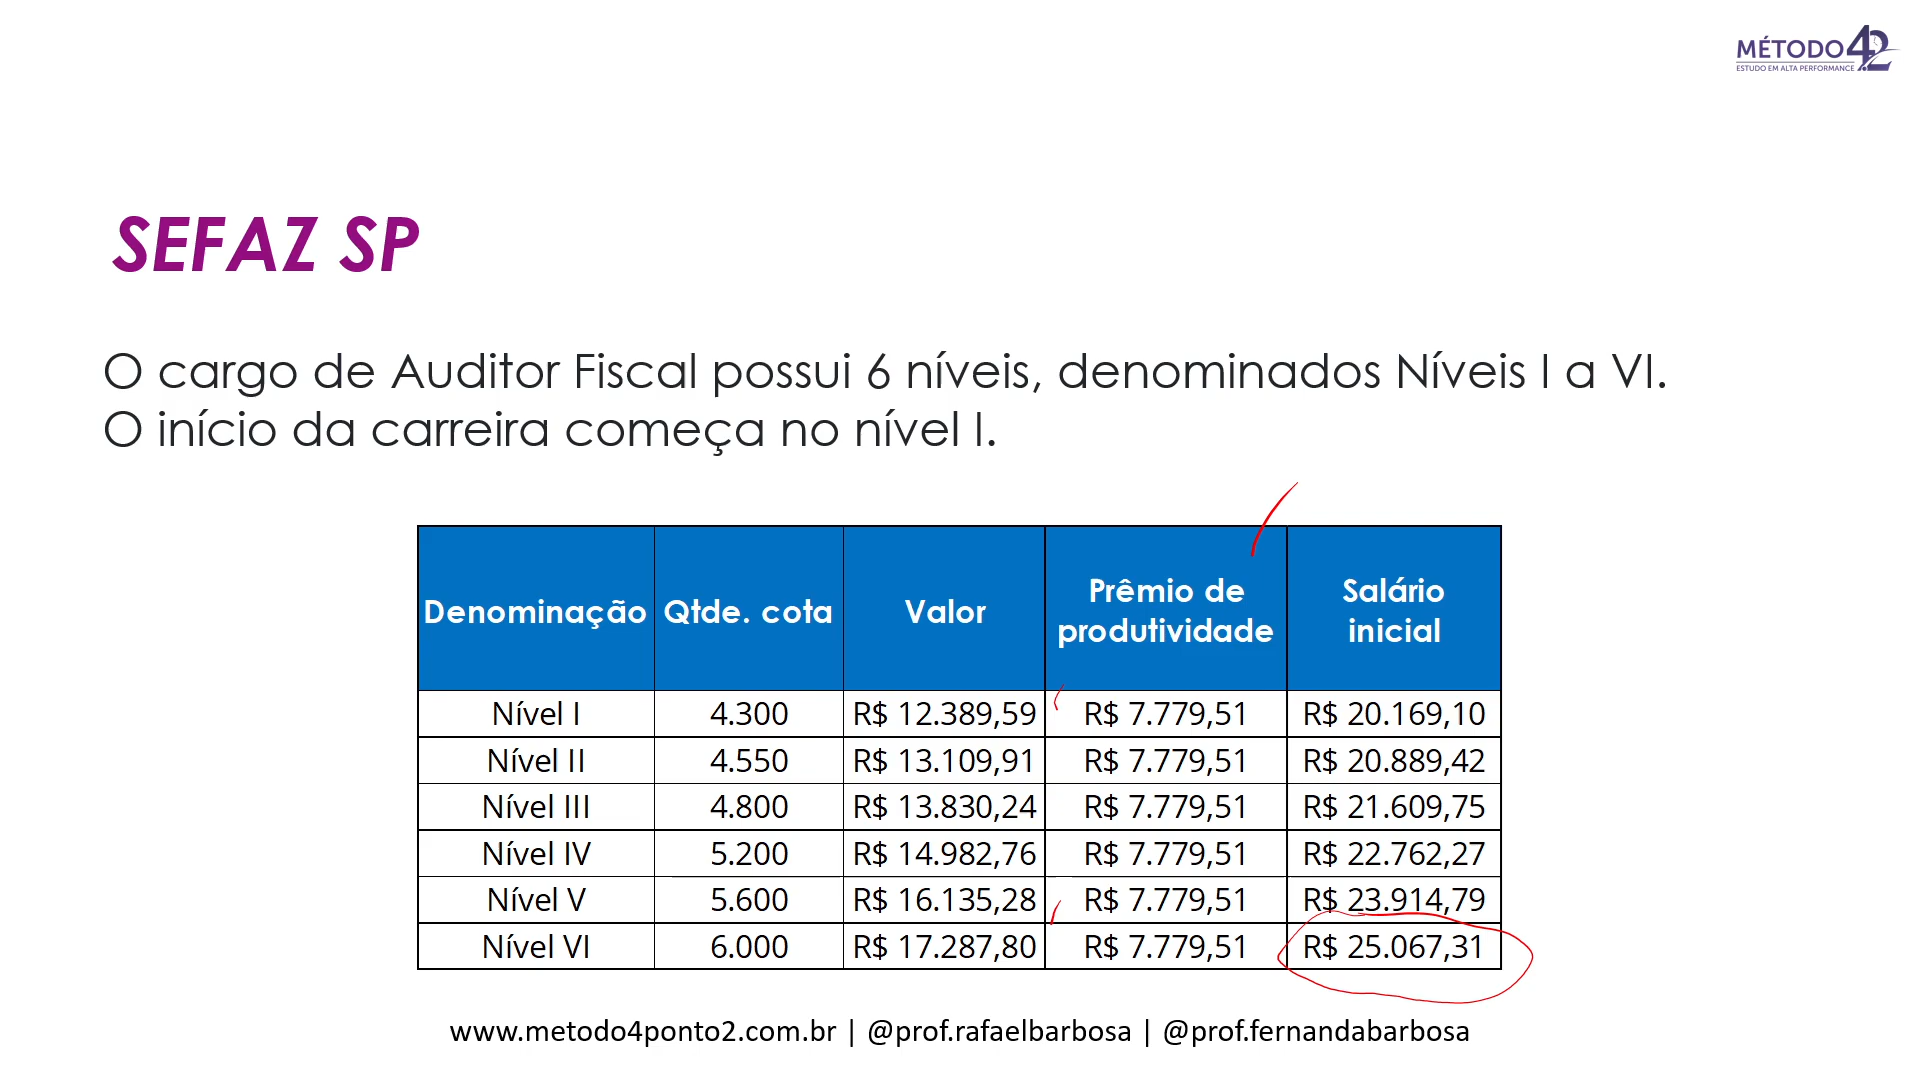 MÉTODO 4.2
ESTUDO EM ALTA PERFORMANCE
SEFAZ SP
O cargo de Auditor Fiscal possui 6 níveis, denominados Níveis I a VI.
O início da carreira começa no nível I.
Denominação Qtde. cota Valor Prêmio de produtividade Salário inicial
Nível I 4.300 R$ 12.389,59 R$ 7.779,51 R$ 20.169,10
Nível II 4.550 R$ 13.109,91 R$ 7.779,51 R$ 20.889,42
Nível III 4.800 R$ 13.830,24 R$ 7.779,51 R$ 21.609,75
Nível IV 5.200 R$ 14.982,76 R$ 7.779,51 R$ 22.762,27
Nível V 5.600 R$ 16.135,28 R$ 7.779,51 R$ 23.914,79
Nível VI 6.000 R$ 17.287,80 R$ 7.779,51 R$ 25.067,31
www.metodo4ponto2.com.br | @prof.rafaelbarbosa | @prof.fernandabarbosa